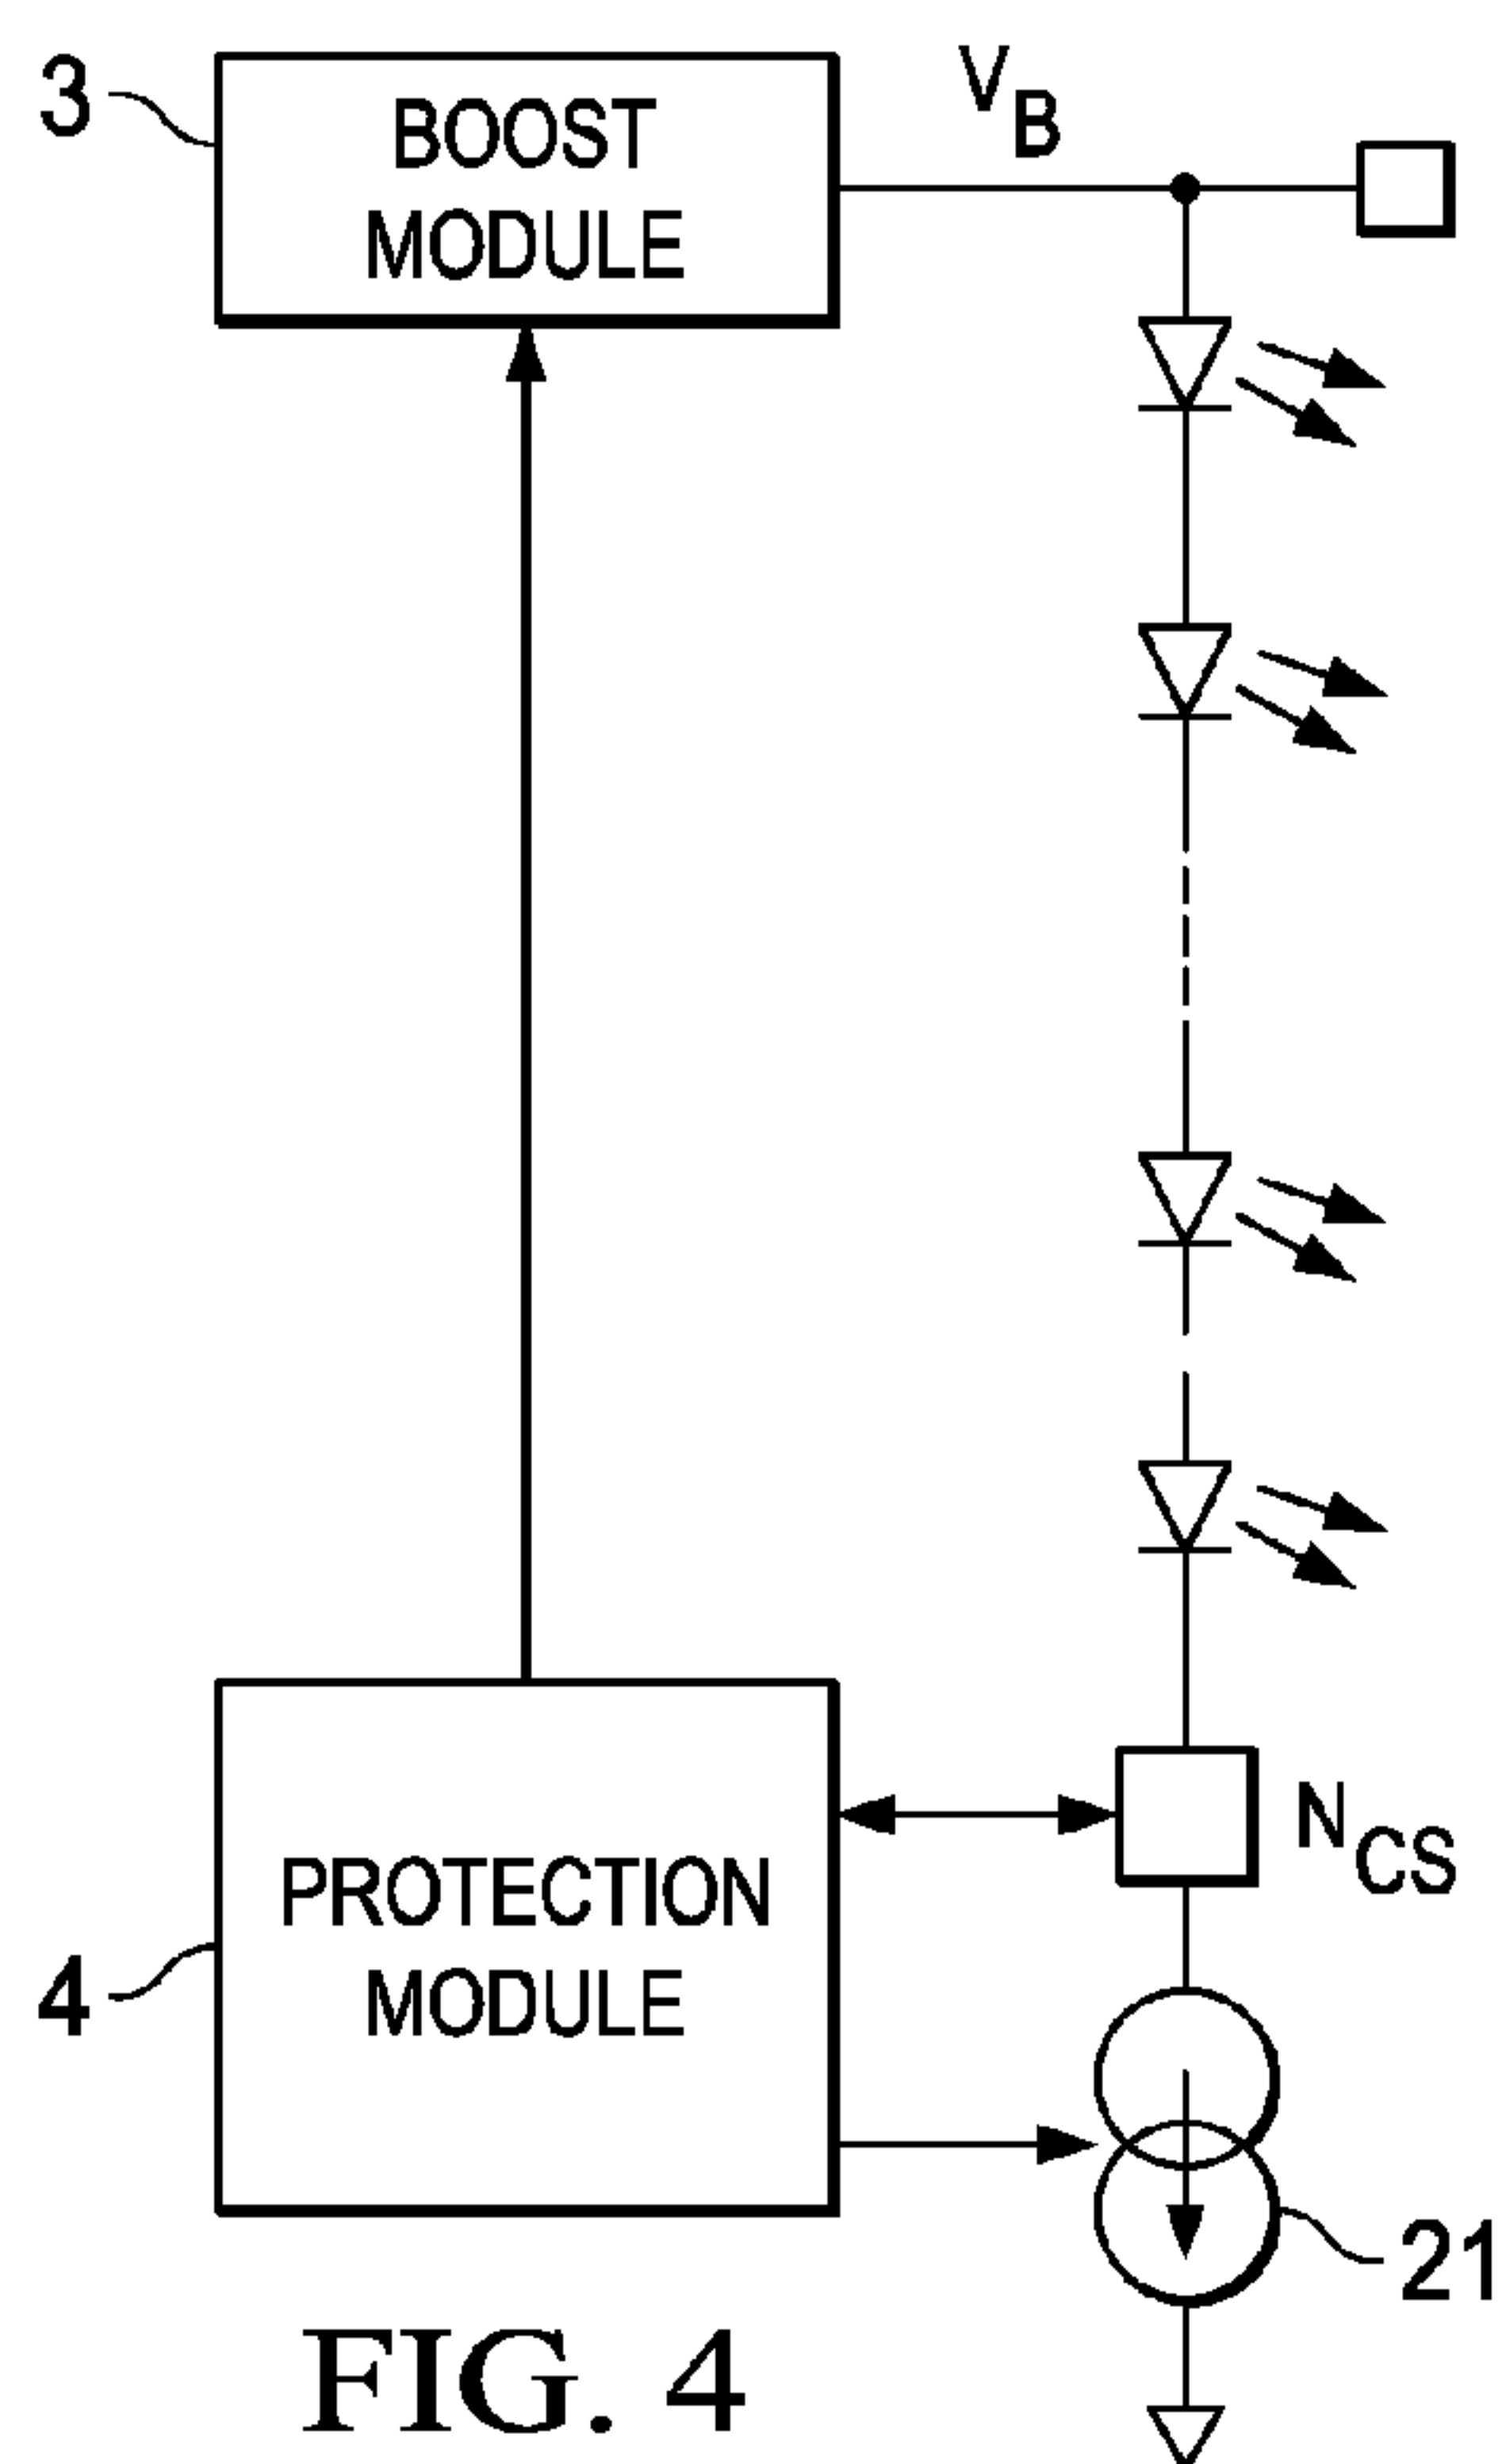 3
BOOST
MODULE
VB
PROTECTION
MODULE
4
NCS
21
FIG. 4